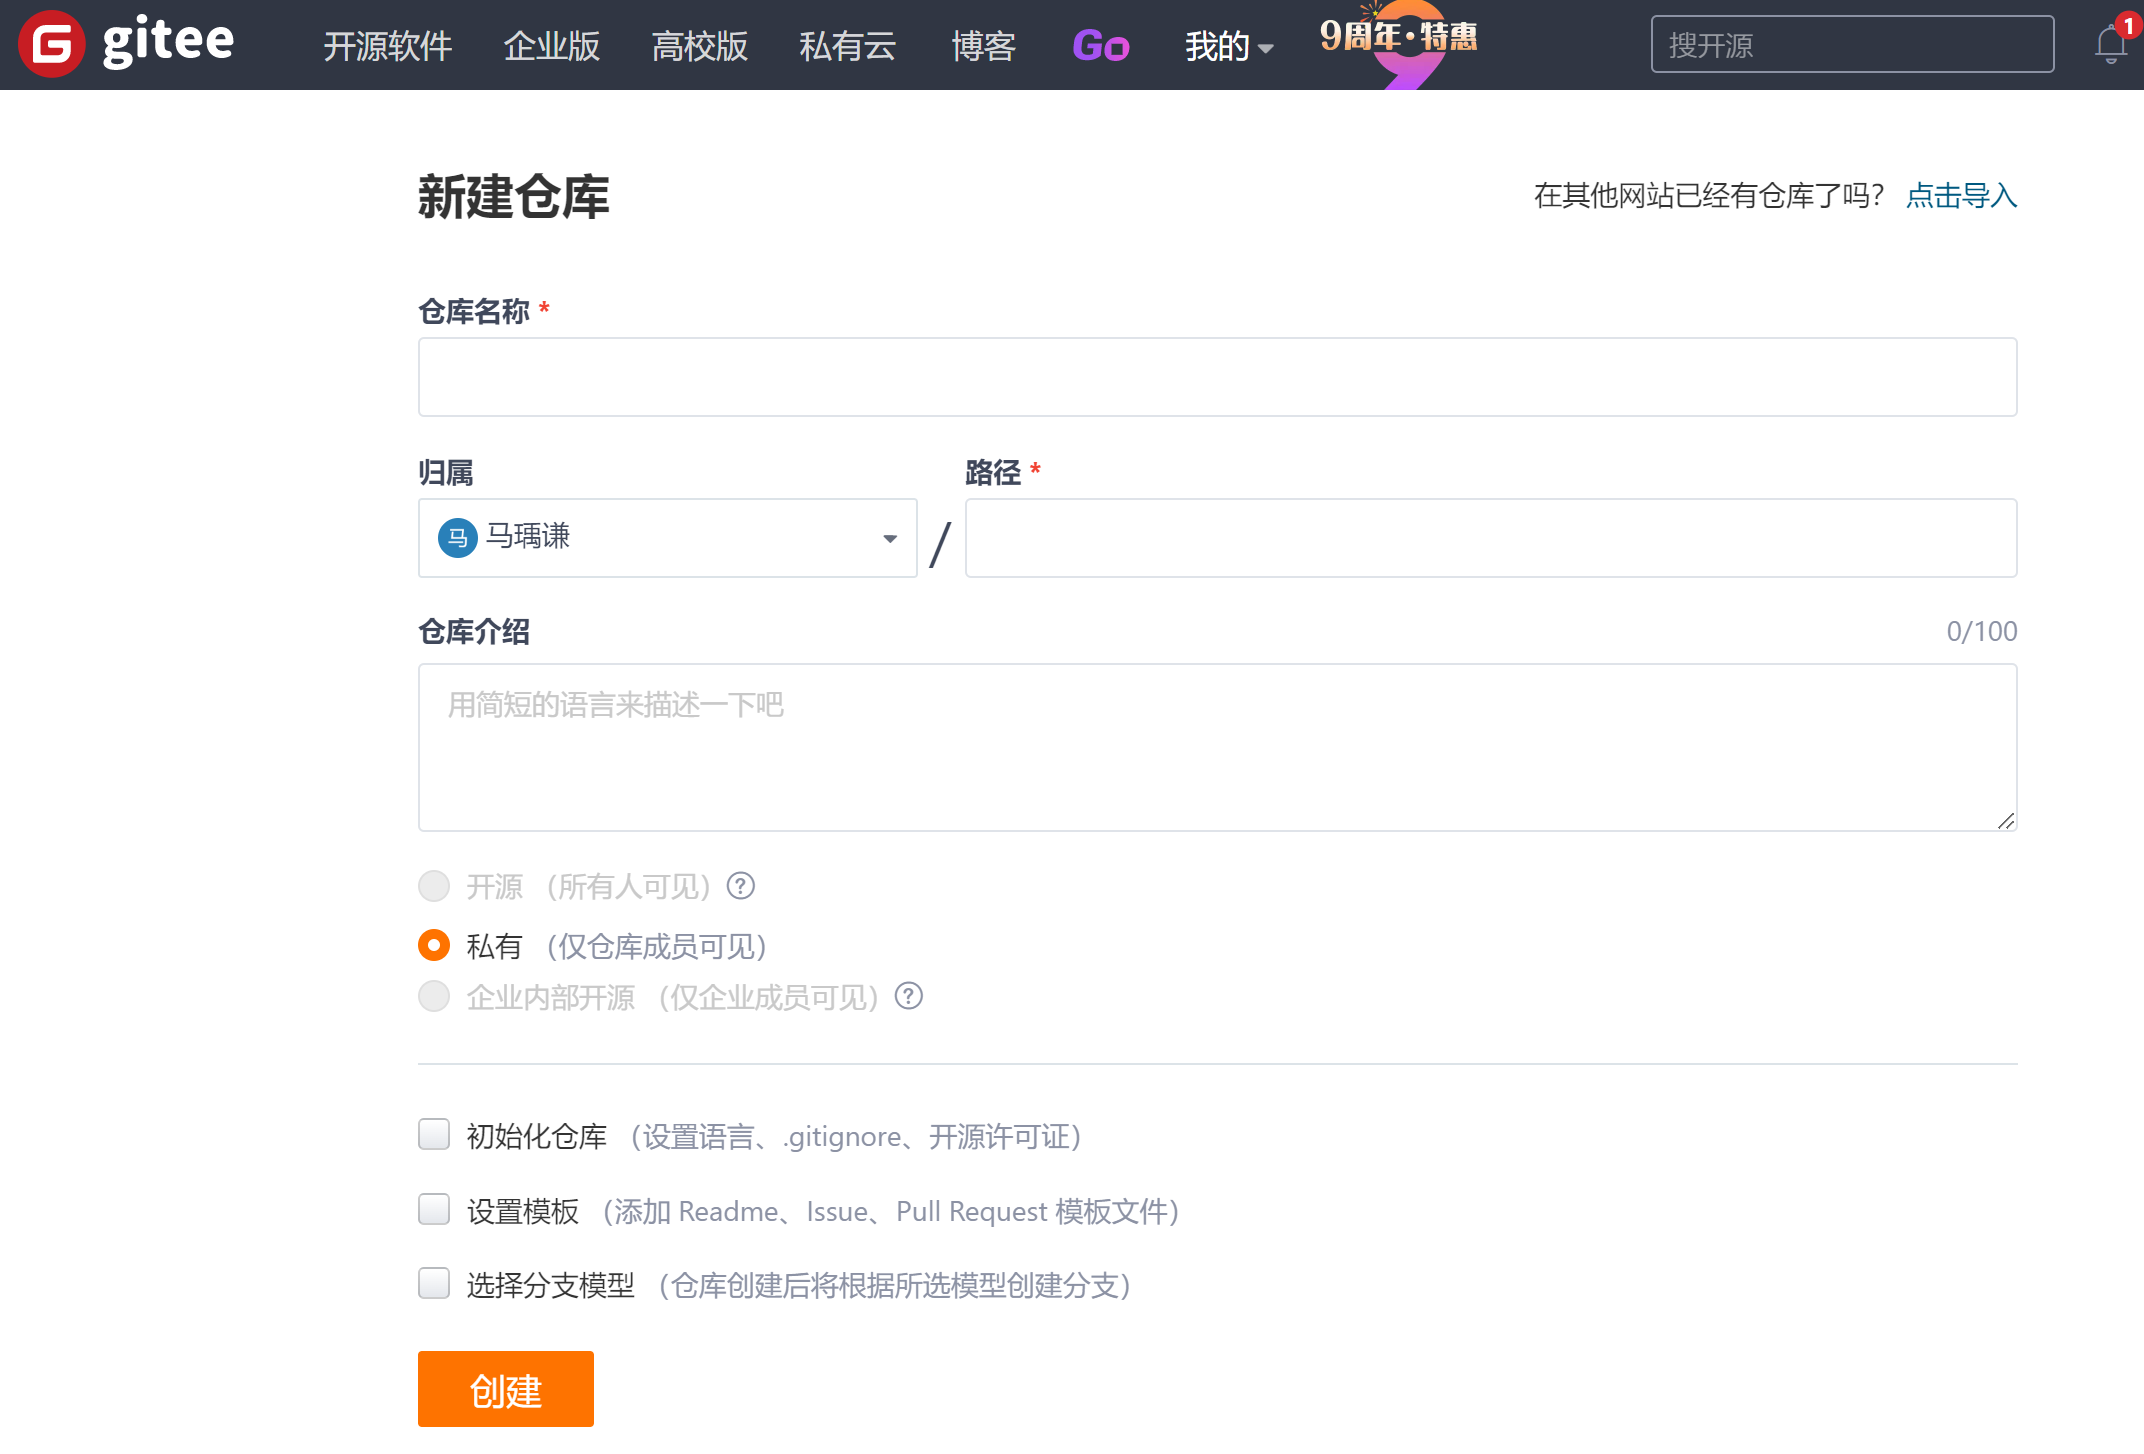 gitee 开源软件 企业版 高校版 私有云 博客 Go 我的 9周年·特惠 搜开源 1
新建仓库 在其他网站已经有仓库了吗？ 点击导入
仓库名称 *
归属 路径 *
马 马瑀谦 /
仓库介绍 0/100
用简短的语言来描述一下吧
开源 （所有人可见） ?
私有 （仅仓库成员可见）
企业内部开源 （仅企业成员可见） ?
初始化仓库 （设置语言、.gitignore、开源许可证）
设置模板 （添加 Readme、Issue、Pull Request 模板文件）
选择分支模型 （仓库创建后将根据所选模型创建分支）
创建